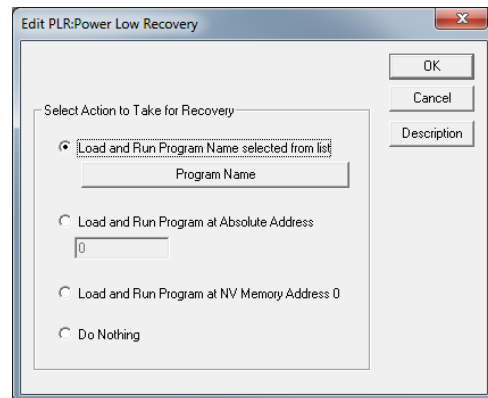 Edit PLR:Power Low Recovery
OK
Cancel
Description
Select Action to Take for Recovery
Load and Run Program Name selected from list
Program Name
Load and Run Program at Absolute Address
0
Load and Run Program at NV Memory Address 0
Do Nothing